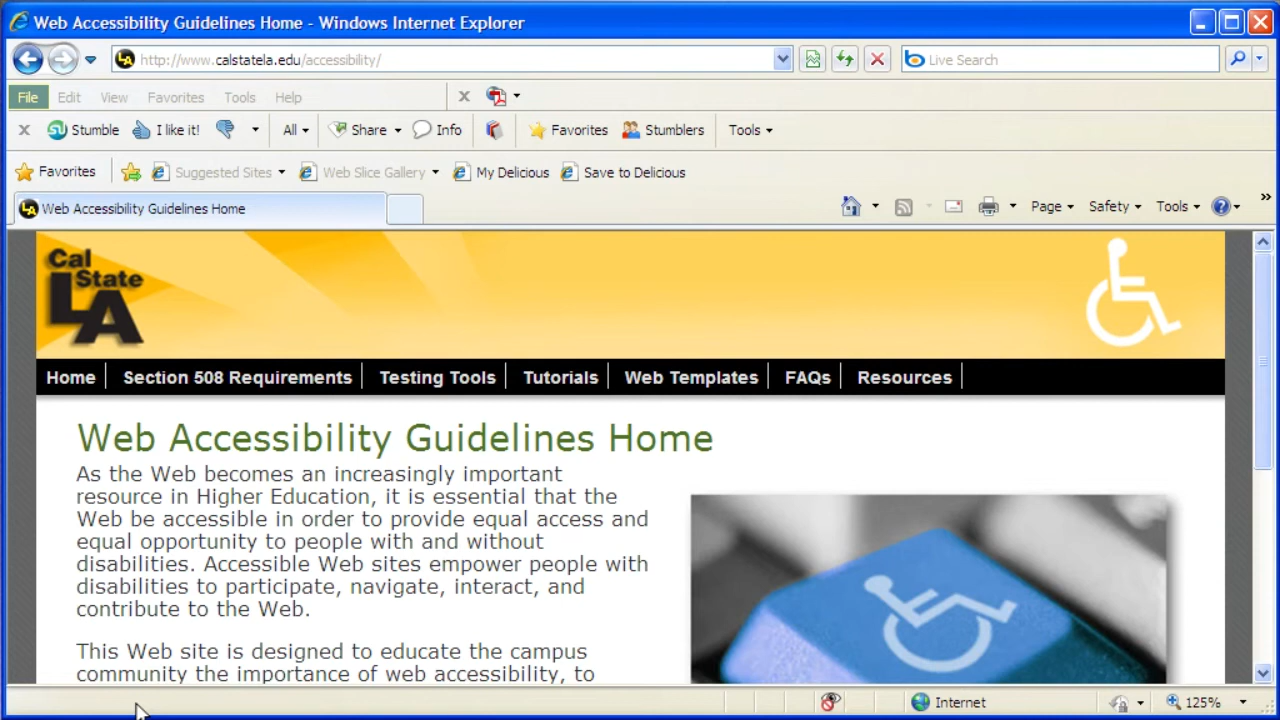 Web Accessibility Guidelines Home - Windows Internet Explorer
http://www.calstatela.edu/accessibility/
Live Search
File Edit View Favorites Tools Help
Stumble I like it! All Share Info Favorites Stumblers Tools
Favorites Suggested Sites Web Slice Gallery My Delicious Save to Delicious
Web Accessibility Guidelines Home
Page Safety Tools
Cal
State
LA
Home Section 508 Requirements Testing Tools Tutorials Web Templates FAQs Resources
Web Accessibility Guidelines Home
As the Web becomes an increasingly important
resource in Higher Education, it is essential that the
Web be accessible in order to provide equal access and
equal opportunity to people with and without
disabilities. Accessible Web sites empower people with
disabilities to participate, navigate, interact, and
contribute to the Web.
This Web site is designed to educate the campus
community the importance of web accessibility, to
Internet
125%